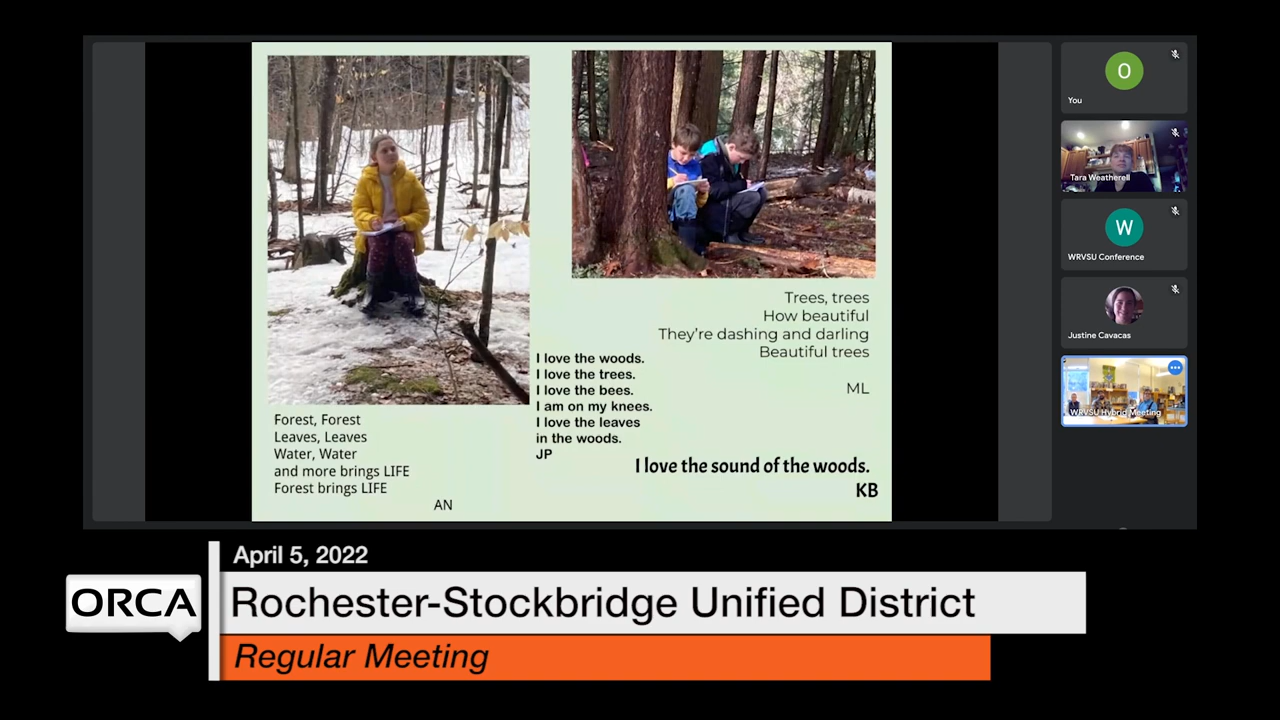 Forest, Forest
Leaves, Leaves
Water, Water
and more brings LIFE
Forest brings LIFE
AN
I love the woods.
I love the trees.
I love the bees.
I am on my knees.
I love the leaves
in the woods.
JP
Trees, trees
How beautiful
They're dashing and darling
Beautiful trees
ML
I love the sound of the woods.
KB
O
You
Tara Weatherell
W
WRVSU Conference
Justine Cavacas
WRVSU Hybrid Meeting
April 5, 2022
ORCA
Rochester-Stockbridge Unified District
Regular Meeting